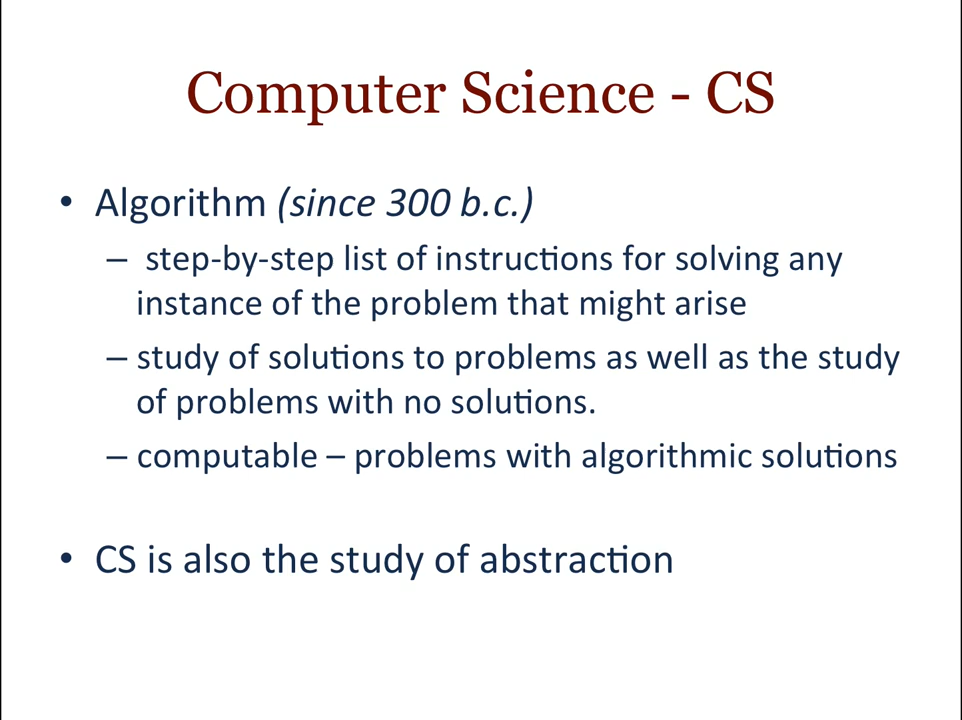 Computer Science - CS
• Algorithm (since 300 b.c.)
– step-by-step list of instructions for solving any
instance of the problem that might arise
– study of solutions to problems as well as the study
of problems with no solutions.
– computable – problems with algorithmic solutions
• CS is also the study of abstraction